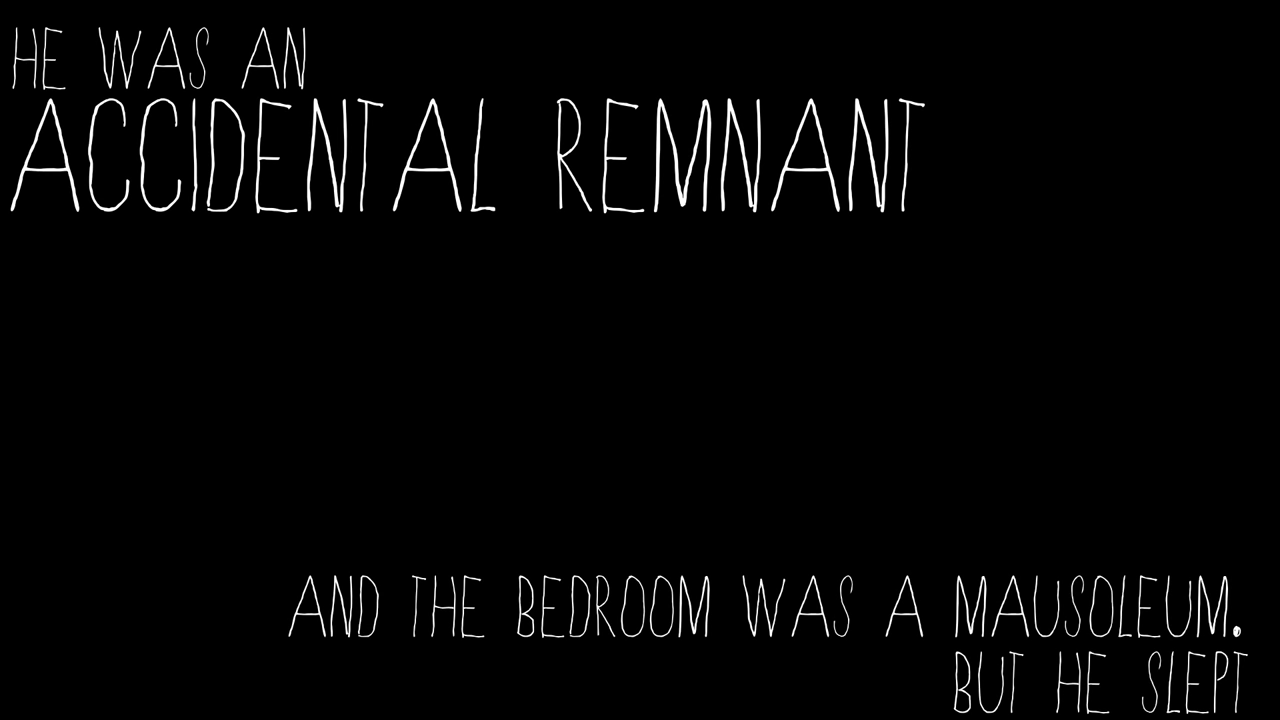 HE WAS AN
ACCIDENTAL REMNANT
AND THE BEDROOM WAS A MAUSOLEUM.
BUT HE SLEPT